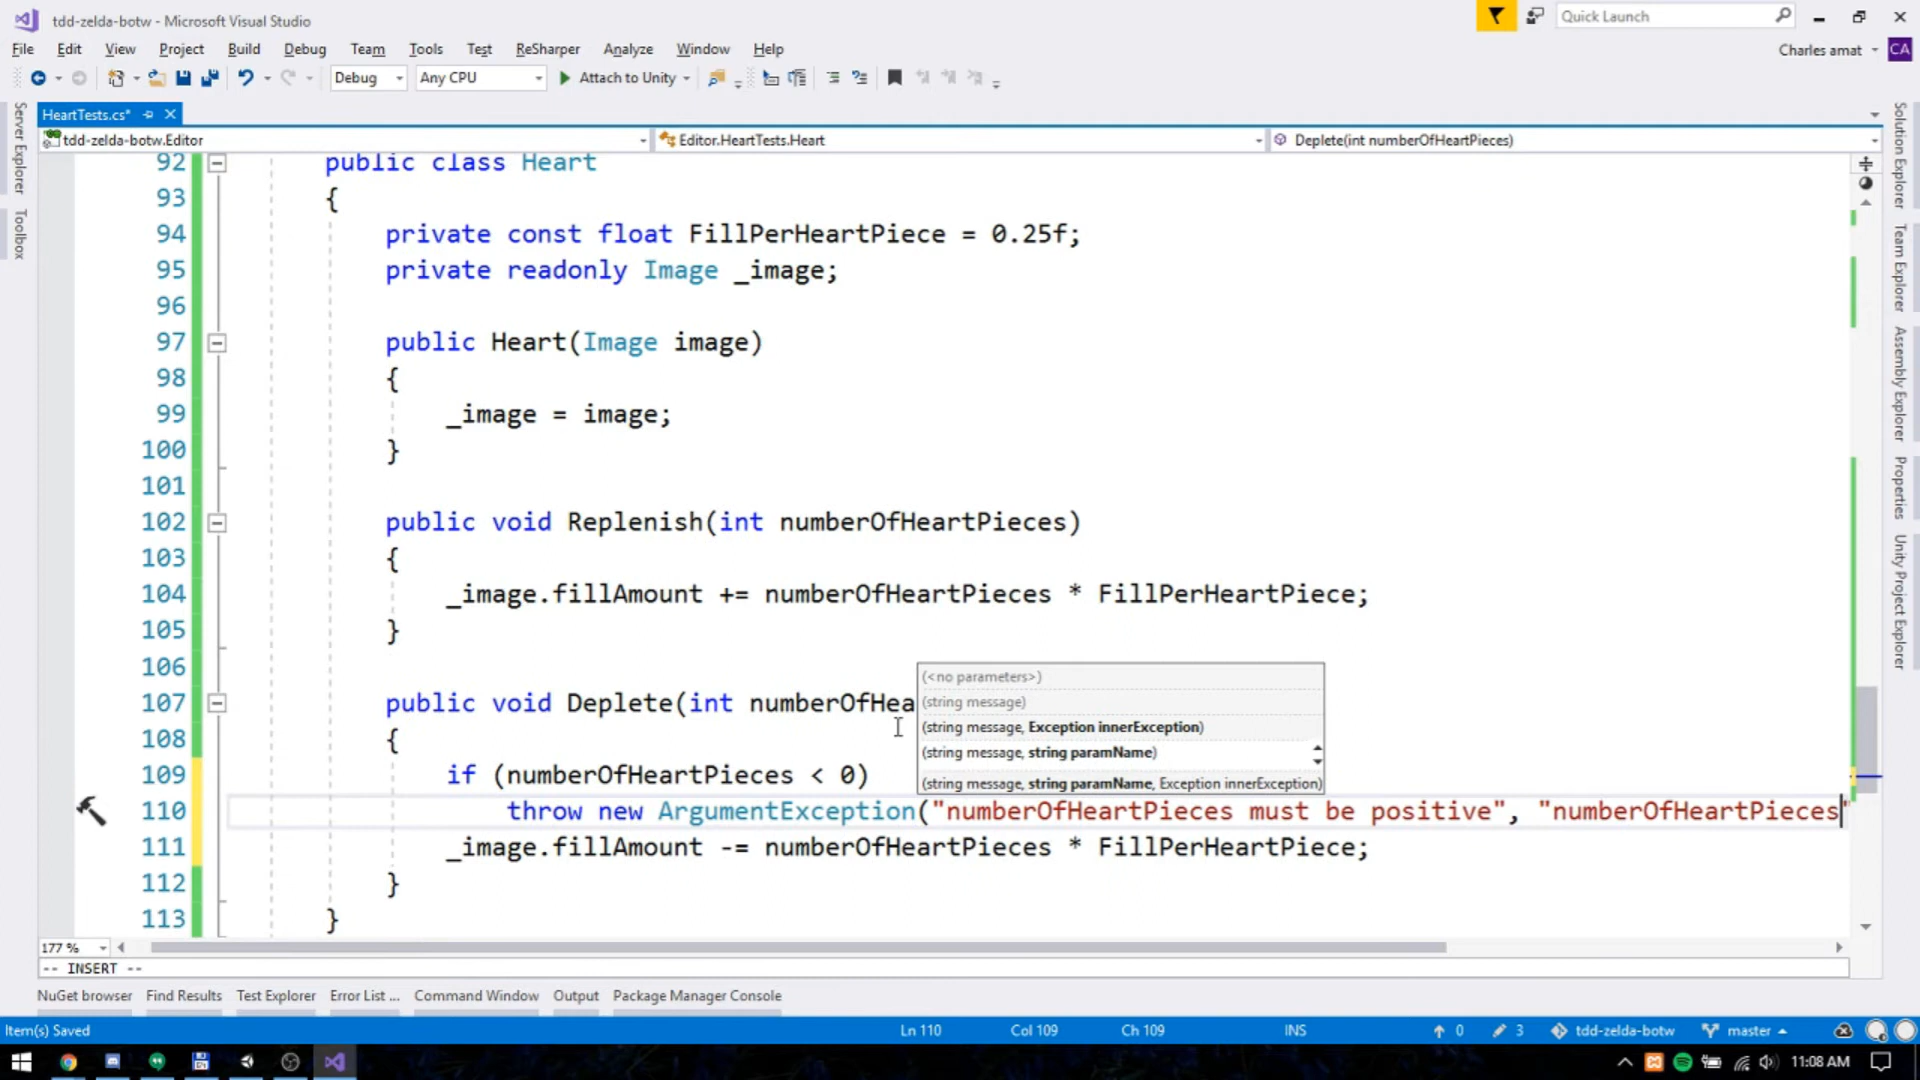 tdd-zelda-botw - Microsoft Visual Studio
Quick Launch
File Edit View Project Build Debug Team Tools Test ReSharper Analyze Window Help
Charles amat CA
Debug Any CPU Attach to Unity
HeartTests.cs*
tdd-zelda-botw.Editor Editor.HeartTests.Heart Deplete(int numberOfHeartPieces)
Server Explorer
Toolbox
Solution Explorer
Team Explorer
Assembly Explorer
Properties
Unity Project Explorer
92 public class Heart
93 {
94 private const float FillPerHeartPiece = 0.25f;
95 private readonly Image _image;
96
97 public Heart(Image image)
98 {
99 _image = image;
100 }
101
102 public void Replenish(int numberOfHeartPieces)
103 {
104 _image.fillAmount += numberOfHeartPieces * FillPerHeartPiece;
105 }
106
107 public void Deplete(int numberOfHea
(<no parameters>)
(string message)
(string message, Exception innerException)
(string message, string paramName)
(string message, string paramName, Exception innerException)
108 {
109 if (numberOfHeartPieces < 0)
110 throw new ArgumentException("numberOfHeartPieces must be positive", "numberOfHeartPieces"
111 _image.fillAmount -= numberOfHeartPieces * FillPerHeartPiece;
112 }
113 }
177 %
-- INSERT --
NuGet browser Find Results Test Explorer Error List ... Command Window Output Package Manager Console
Item(s) Saved Ln 110 Col 109 Ch 109 INS 0 3 tdd-zelda-botw master
11:08 AM